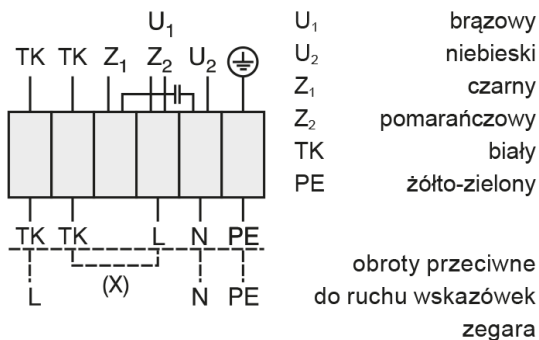 U₁
TK TK Z₁ Z₂ U₂
TK TK L N PE
L (X) N PE
U₁ brązowy
U₂ niebieski
Z₁ czarny
Z₂ pomarańczowy
TK biały
PE żółto-zielony
obroty przeciwne
do ruchu wskazówek
zegara